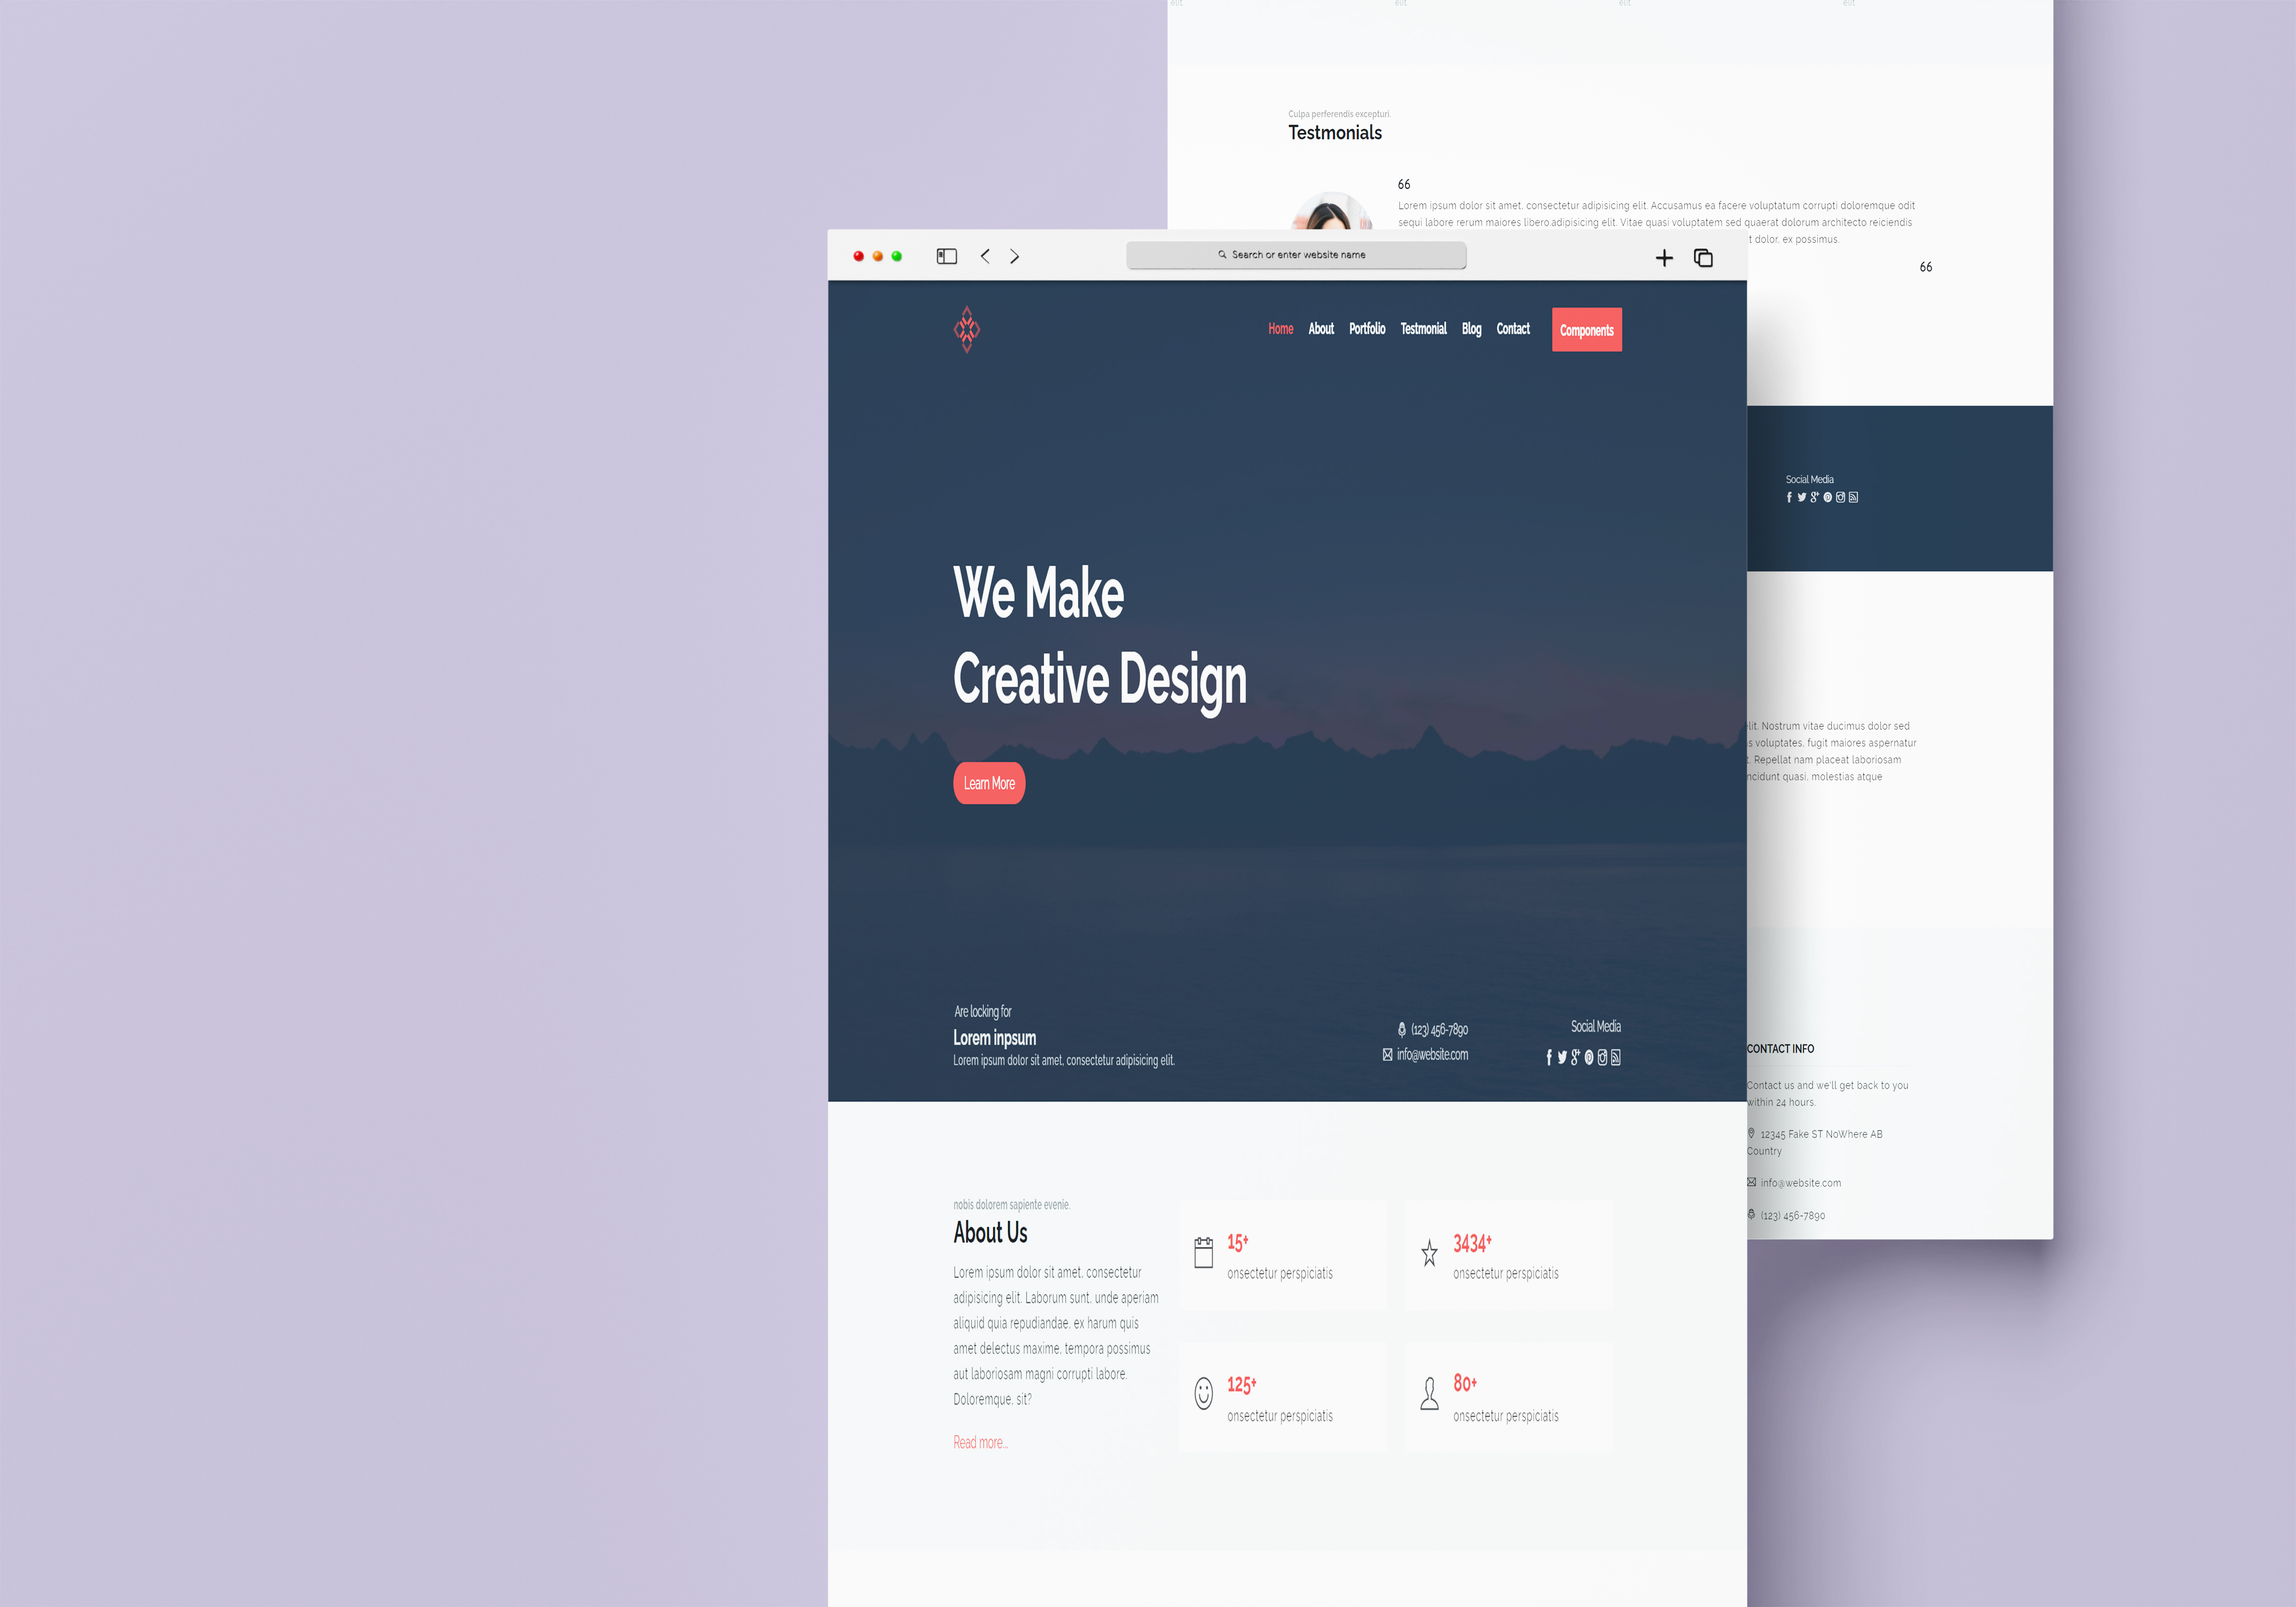 elit.
elit.
elit.
elit.
Culpa perferendis excepturi.
Testmonials
66
Lorem ipsum dolor sit amet, consectetur adipisicing elit. Accusamus ea facere voluptatum corrupti doloremque odit
sequi labore rerum maiores libero.adipisicing elit. Vitae quasi voluptatem sed quaerat dolorum architecto reiciendis
t dolor, ex possimus.
66
Search or enter website name
Home About Portfolio Testmonial Blog Contact Components
We Make
Creative Design
Learn More
Are locking for
Lorem inpsum
Lorem ipsum dolor sit amet, consectetur adipisicing elit.
(123) 456-7890
info@website.com
Social Media
nobis dolorem sapiente evenie.
About Us
Lorem ipsum dolor sit amet, consectetur
adipisicing elit. Laborum sunt, unde aperiam
aliquid quia repudiandae, ex harum quis
amet delectus maxime, tempora possimus
aut laboriosam magni corrupti labore.
Doloremque, sit?
Read more...
15+
onsectetur perspiciatis
3434+
onsectetur perspiciatis
125+
onsectetur perspiciatis
80+
onsectetur perspiciatis
Social Media
elit. Nostrum vitae ducimus dolor sed
s voluptates, fugit maiores aspernatur
t. Repellat nam placeat laboriosam
ncidunt quasi, molestias atque
CONTACT INFO
Contact us and we'll get back to you
within 24 hours.
12345 Fake ST NoWhere AB
Country
info@website.com
(123) 456-7890